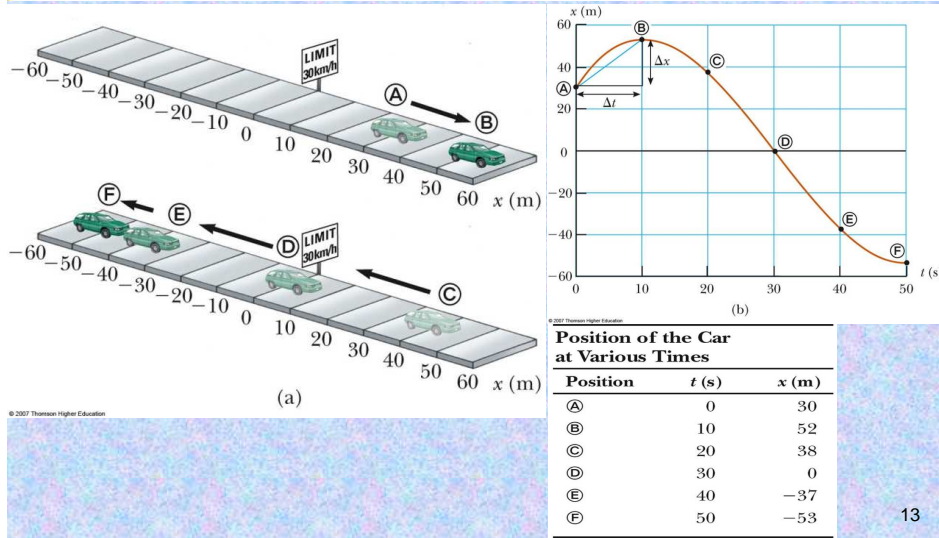 LIMIT
30km/h
Ⓐ
Ⓑ
−60
−50
−40
−30
−20
−10
0
10
20
30
40
50
60
x (m)
Ⓕ
Ⓔ
Ⓓ
LIMIT
30km/h
Ⓒ
−60
−50
−40
−30
−20
−10
0
10
20
30
40
50
60
x (m)
(a)
© 2007 Thomson Higher Education
x (m)
60
40
20
0
−20
−40
−60
Ⓐ
Ⓑ
Δx
Δt
Ⓒ
Ⓓ
Ⓔ
Ⓕ
t (s
0 10 20 30 40 50
(b)
© 2007 Thomson Higher Education
Position of the Car
at Various Times
Position t (s) x (m)
Ⓐ 0 30
Ⓑ 10 52
Ⓒ 20 38
Ⓓ 30 0
Ⓔ 40 −37
Ⓕ 50 −53
13